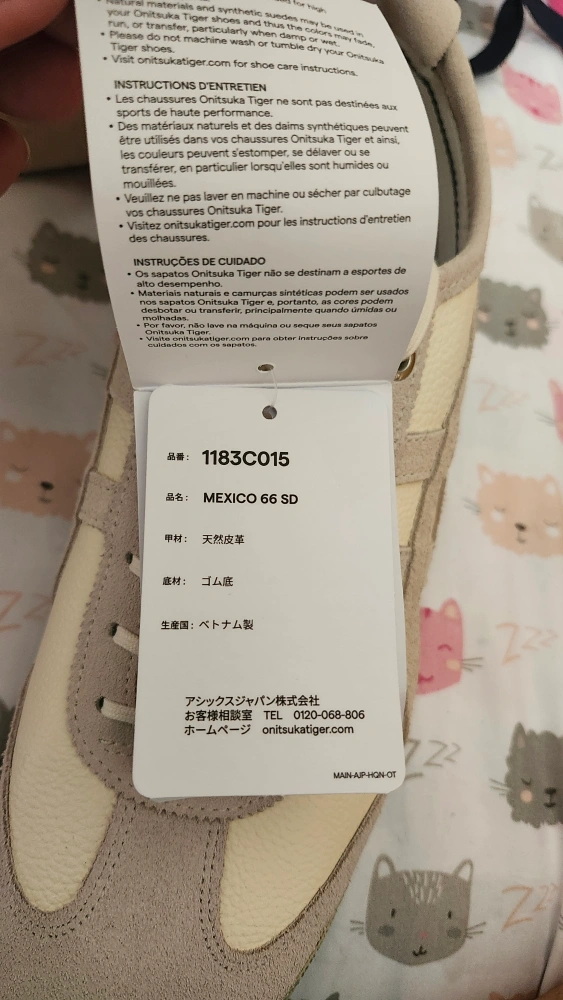 Natural materials and synthetic suedes may be used in
your Onitsuka Tiger shoes and thus the colors may fade,
run, or transfer, particularly when damp or wet.
• Please do not machine wash or tumble dry your Onitsuka
Tiger shoes.
• Visit onitsukatiger.com for shoe care instructions.
INSTRUCTIONS D'ENTRETIEN
• Les chaussures Onitsuka Tiger ne sont pas destinées aux
sports de haute performance.
• Des matériaux naturels et des daims synthétiques peuvent
être utilisés dans vos chaussures Onitsuka Tiger et ainsi,
les couleurs peuvent s'estomper, se délaver ou se
transférer, en particulier lorsqu'elles sont humides ou
mouillées.
• Veuillez ne pas laver en machine ou sécher par culbutage
vos chaussures Onitsuka Tiger.
• Visitez onitsukatiger.com pour les instructions d'entretien
des chaussures.
INSTRUÇÕES DE CUIDADO
• Os sapatos Onitsuka Tiger não se destinam a esportes de
alto desempenho.
• Materiais naturais e camurças sintéticas podem ser usados
nos sapatos Onitsuka Tiger e, portanto, as cores podem
desbotar ou transferir, principalmente quando úmidas ou
molhadas.
• Por favor, não lave na máquina ou seque seus sapatos
Onitsuka Tiger.
• Visite onitsukatiger.com para obter instruções sobre
cuidados com os sapatos.
品番： 1183C015
品名： MEXICO 66 SD
甲材： 天然皮革
底材： ゴム底
生産国： ベトナム製
アシックスジャパン株式会社
お客様相談室 TEL 0120-068-806
ホームページ onitsukatiger.com
MAIN-AJP-HQN-OT
ZZZ
ZZZ
ZZZ
ZZZ
ZZZ